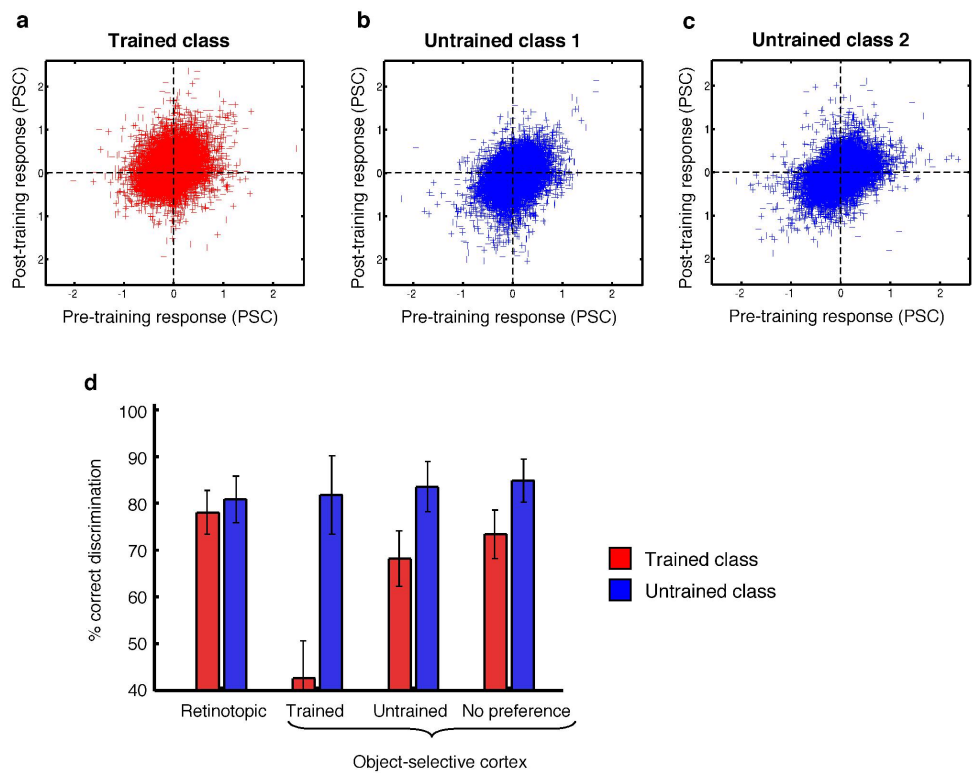 a
Trained class
Post-training response (PSC)
2
1
0
1
2
-2 -1 0 1 2
Pre-training response (PSC)
b
Untrained class 1
Post-training response (PSC)
2
1
0
1
2
-2 -1 0 1 2
Pre-training response (PSC)
c
Untrained class 2
Post-training response (PSC)
2
1
0
1
2
-2 -1 0 1 2
Pre-training response (PSC)
d
% correct discrimination
100
90
80
70
60
50
40
Retinotopic Trained Untrained No preference
Object-selective cortex
Trained class
Untrained class